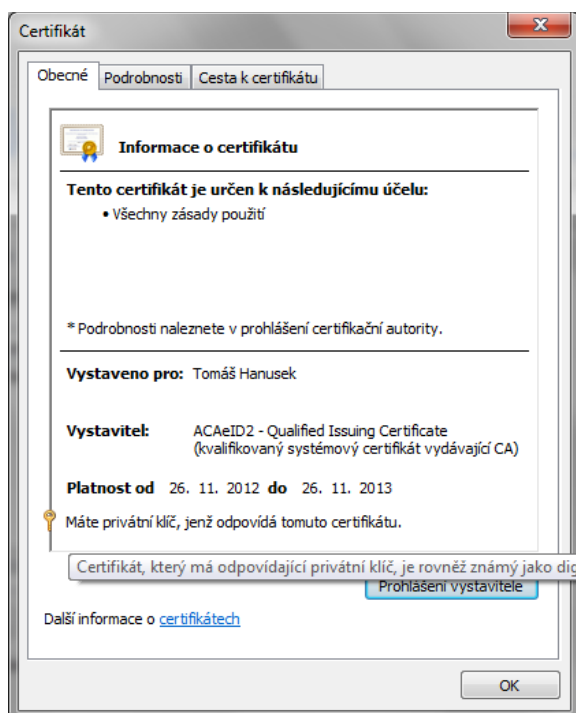 Certifikát
Obecné Podrobnosti Cesta k certifikátu
Informace o certifikátu
Tento certifikát je určen k následujícímu účelu:
• Všechny zásady použití
* Podrobnosti naleznete v prohlášení certifikační autority.
Vystaveno pro: Tomáš Hanusek
Vystavitel: ACAeID2 - Qualified Issuing Certificate
(kvalifikovaný systémový certifikát vydávající CA)
Platnost od 26. 11. 2012 do 26. 11. 2013
Máte privátní klíč, jenž odpovídá tomuto certifikátu.
Certifikát, který má odpovídající privátní klíč, je rovněž známý jako dig
Prohlášení vystavitele
Další informace o certifikátech
OK